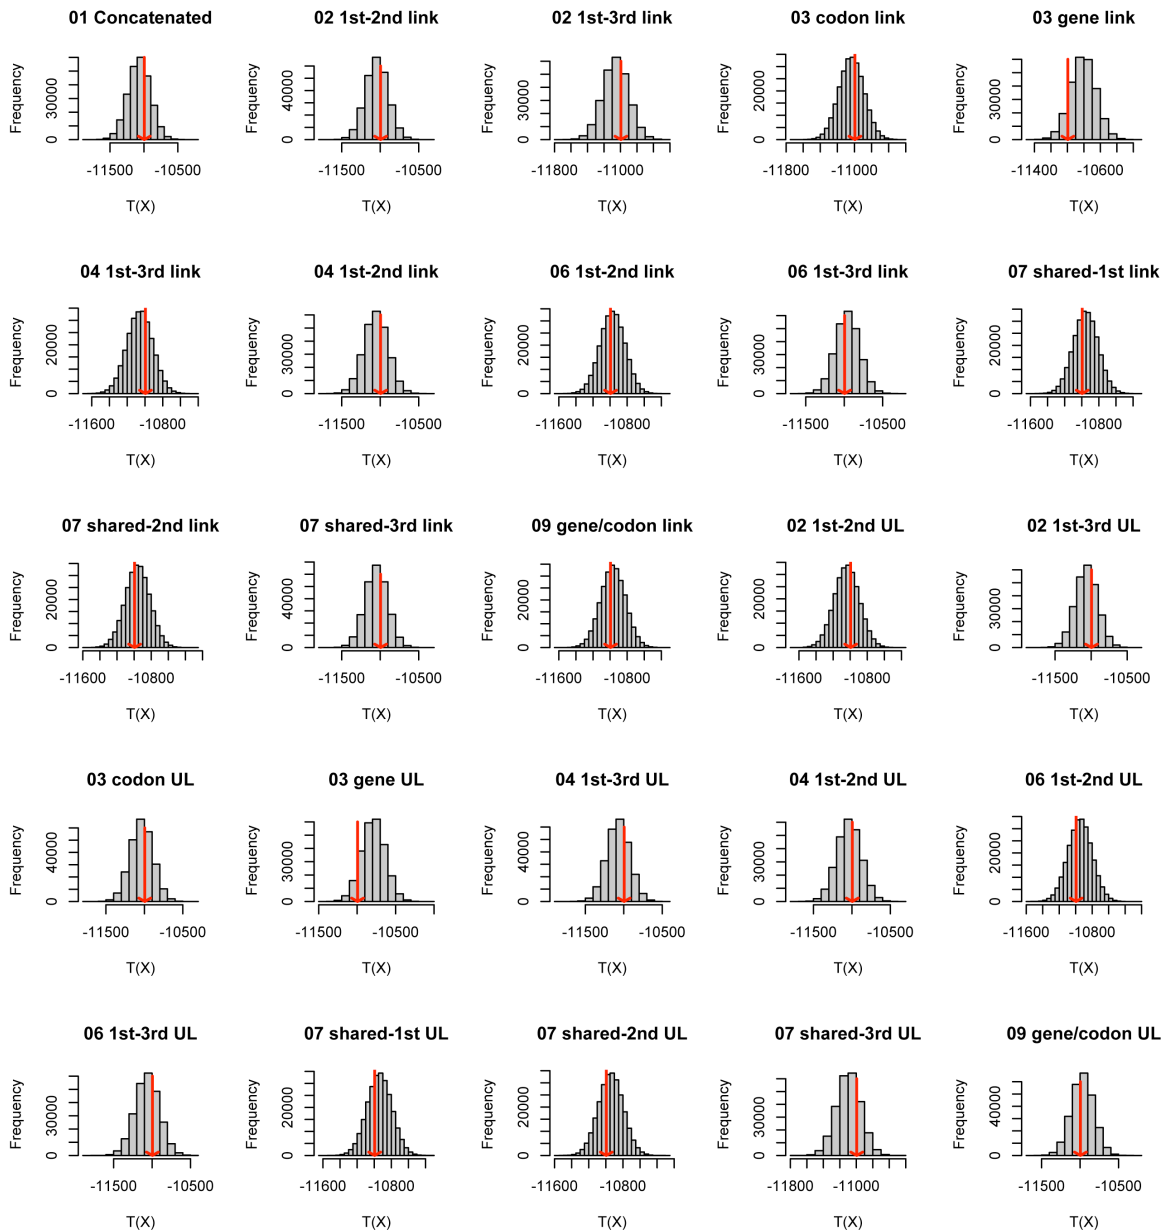 01 Concatenated
02 1st-2nd link
02 1st-3rd link
03 codon link
03 gene link
Frequency
0 30000
-11500 -10500
T(X)
Frequency
0 40000
-11500 -10500
T(X)
Frequency
0 30000
-11800 -11000
T(X)
Frequency
0 20000
-11800 -11000
T(X)
Frequency
0 30000
-11400 -10600
T(X)
04 1st-3rd link
04 1st-2nd link
06 1st-2nd link
06 1st-3rd link
07 shared-1st link
Frequency
0 20000
-11600 -10800
T(X)
Frequency
0 30000
-11500 -10500
T(X)
Frequency
0 20000
-11600 -10800
T(X)
Frequency
0 30000
-11500 -10500
T(X)
Frequency
0 20000
-11600 -10800
T(X)
07 shared-2nd link
07 shared-3rd link
09 gene/codon link
02 1st-2nd UL
02 1st-3rd UL
Frequency
0 20000
-11600 -10800
T(X)
Frequency
0 40000
-11500 -10500
T(X)
Frequency
0 20000
-11600 -10800
T(X)
Frequency
0 20000
-11600 -10800
T(X)
Frequency
0 30000
-11500 -10500
T(X)
03 codon UL
03 gene UL
04 1st-3rd UL
04 1st-2nd UL
06 1st-2nd UL
Frequency
0 40000
-11500 -10500
T(X)
Frequency
0 30000
-11500 -10500
T(X)
Frequency
0 40000
-11500 -10500
T(X)
Frequency
0 30000
-11500 -10500
T(X)
Frequency
0 20000
-11600 -10800
T(X)
06 1st-3rd UL
07 shared-1st UL
07 shared-2nd UL
07 shared-3rd UL
09 gene/codon UL
Frequency
0 30000
-11500 -10500
T(X)
Frequency
0 20000
-11600 -10800
T(X)
Frequency
0 20000
-11600 -10800
T(X)
Frequency
0 30000
-11800 -11000
T(X)
Frequency
0 40000
-11500 -10500
T(X)